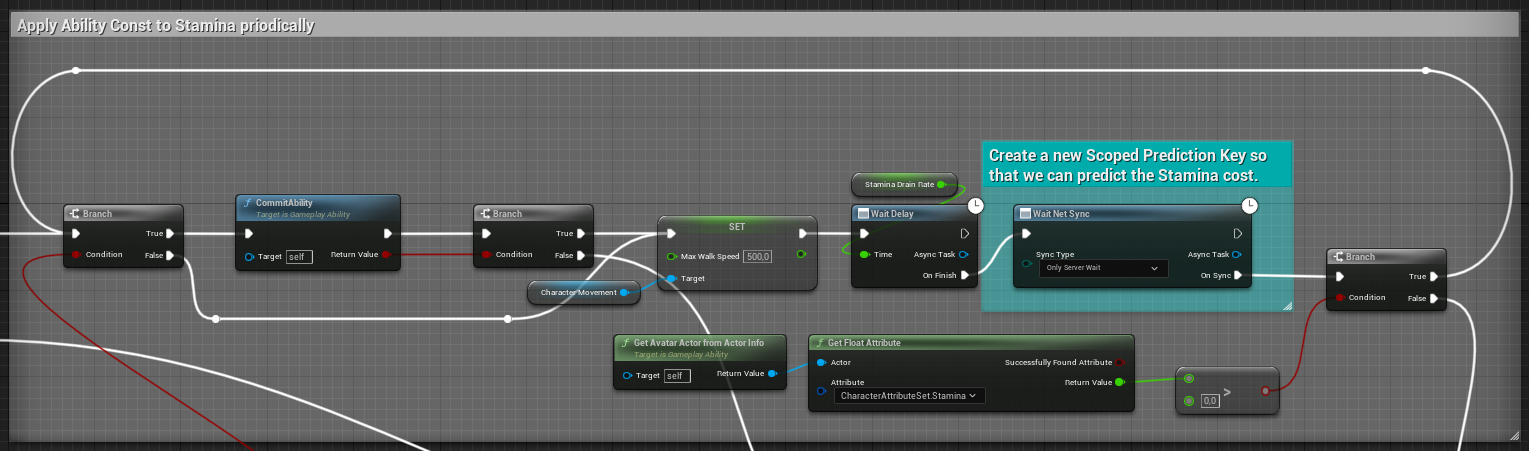 Apply Ability Const to Stamina priodically
Create a new Scoped Prediction Key so
that we can predict the Stamina cost.
Stamina Drain Rate
Branch
True
Condition
False
CommitAbility
Target is Gameplay Ability
Target self
Return Value
Branch
True
Condition
False
SET
Max Walk Speed 500,0
Target
Character Movement
Wait Delay
Time
Async Task
On Finish
Wait Net Sync
Sync Type
Only Server Wait
Async Task
On Sync
Branch
True
Condition
False
Get Avatar Actor from Actor Info
Target is Gameplay Ability
Target self
Return Value
Get Float Attribute
Actor
Successfully Found Attribute
Attribute
CharacterAttributeSet.Stamina
Return Value
0,0
>